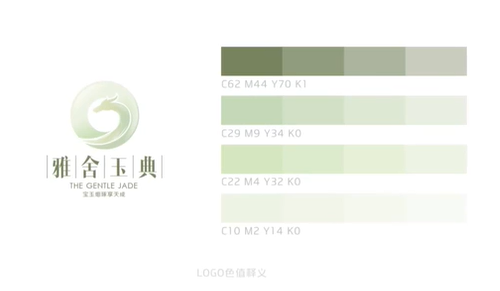 雅舍玉典
THE GENTLE JADE
C62 M44 Y70 K1
C29 M9 Y34 K0
C22 M4 Y32 K0
C10 M2 Y14 K0
LOGO色值释义